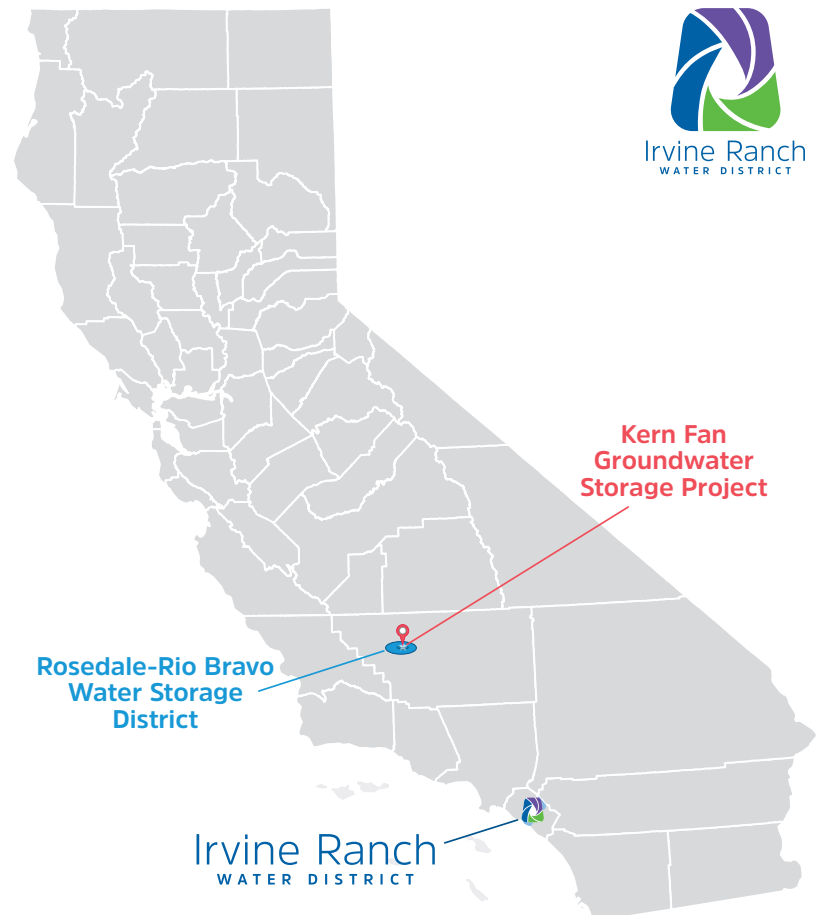 Irvine Ranch
WATER DISTRICT
Kern Fan
Groundwater
Storage Project
Rosedale-Rio Bravo
Water Storage
District
Irvine Ranch
WATER DISTRICT